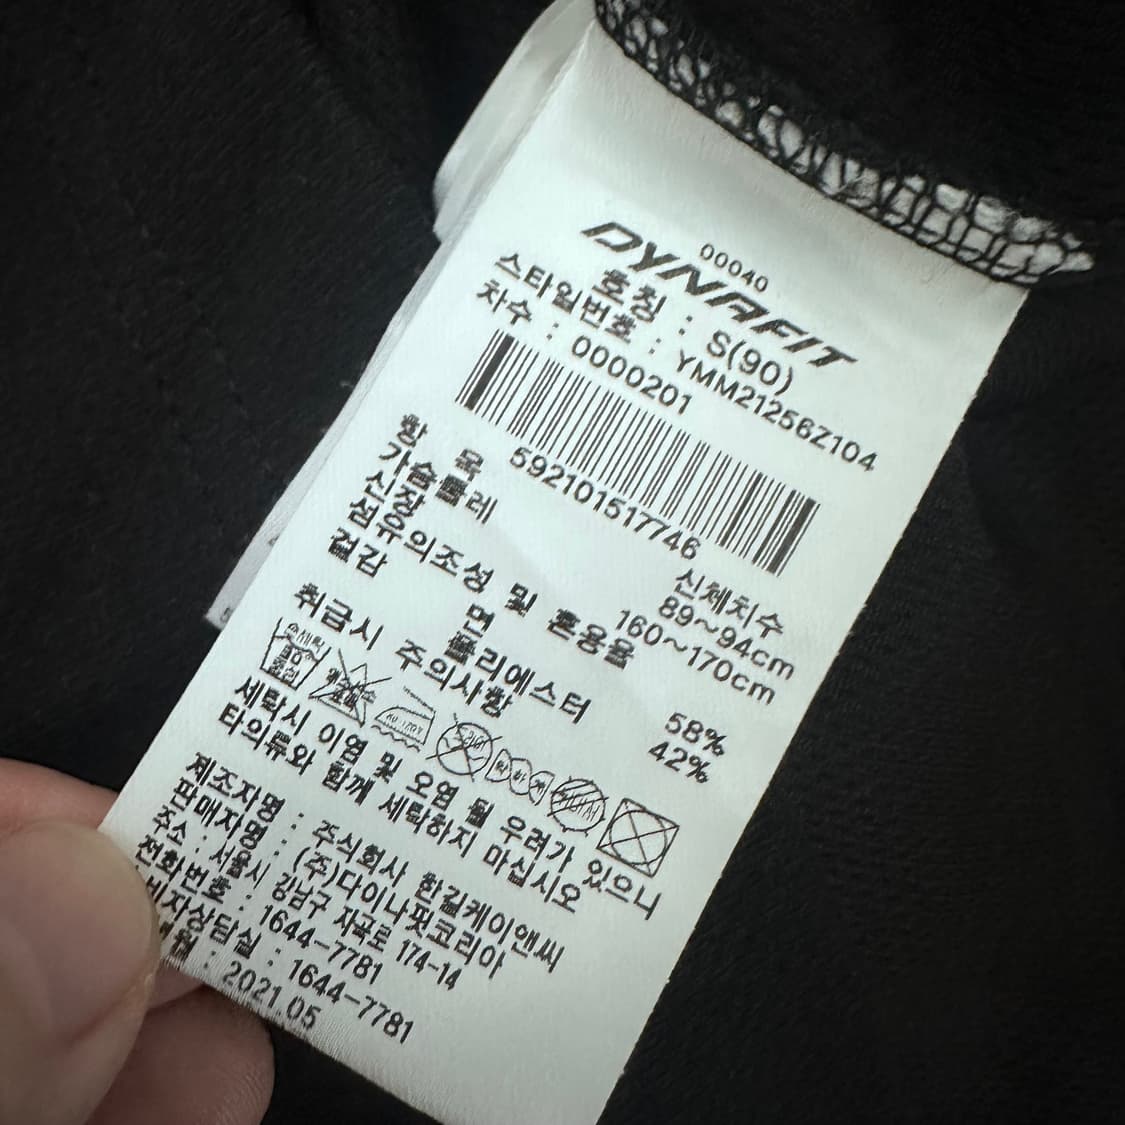 00040
DYNAFIT
호칭 : S(90)
스타일번호 : YMM21256Z104
차수 : 0000201
592101517746
항 목 신체치수
가슴둘레 89~94cm
신장 160~170cm
섬유의조성 및 혼용율
겉감 면 58%
폴리에스터 42%
취급시 주의사항
세탁시 이염 및 오염 될 우려가 있으니
타의류와 함께 세탁하지 마십시오
제조자명 : 주식회사 한길케이앤씨
판매자명 : (주)다이나핏코리아
주소 : 서울시 강남구 자곡로 174-14
전화번호 : 1644-7781
비자상담실 : 1644-7781
: 2021.05